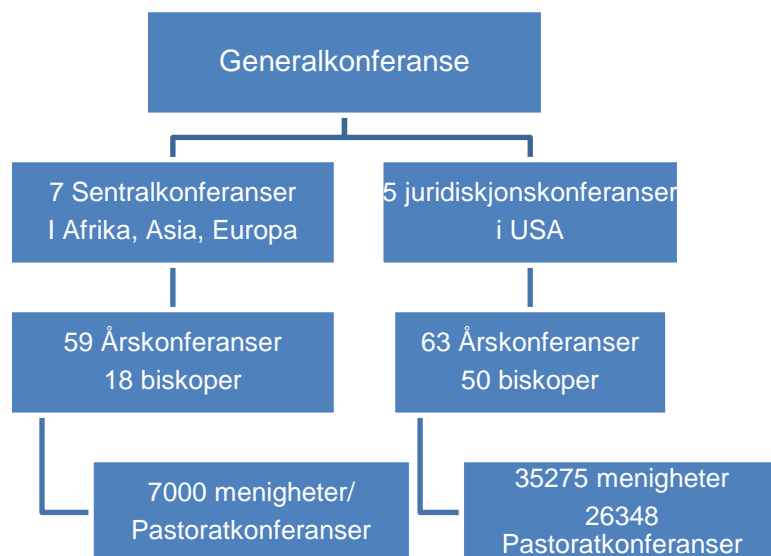 Generalkonferanse
7 Sentralkonferanser
I Afrika, Asia, Europa
5 juridiskjonskonferanser
i USA
59 Årskonferanser
18 biskoper
63 Årskonferanser
50 biskoper
7000 menigheter/
Pastoratkonferanser
35275 menigheter
26348
Pastoratkonferanser